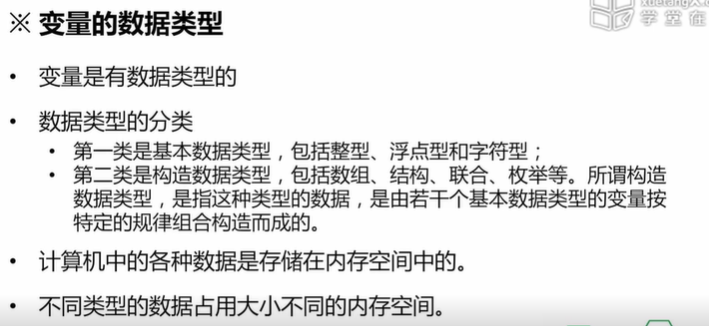 ※ 变量的数据类型
• 变量是有数据类型的
• 数据类型的分类
• 第一类是基本数据类型，包括整型、浮点型和字符型；
• 第二类是构造数据类型，包括数组、结构、联合、枚举等。所谓构造
数据类型，是指这种类型的数据，是由若干个基本数据类型的变量按
特定的规律组合构造而成的。
• 计算机中的各种数据是存储在内存空间中的。
• 不同类型的数据占用大小不同的内存空间。
学堂在